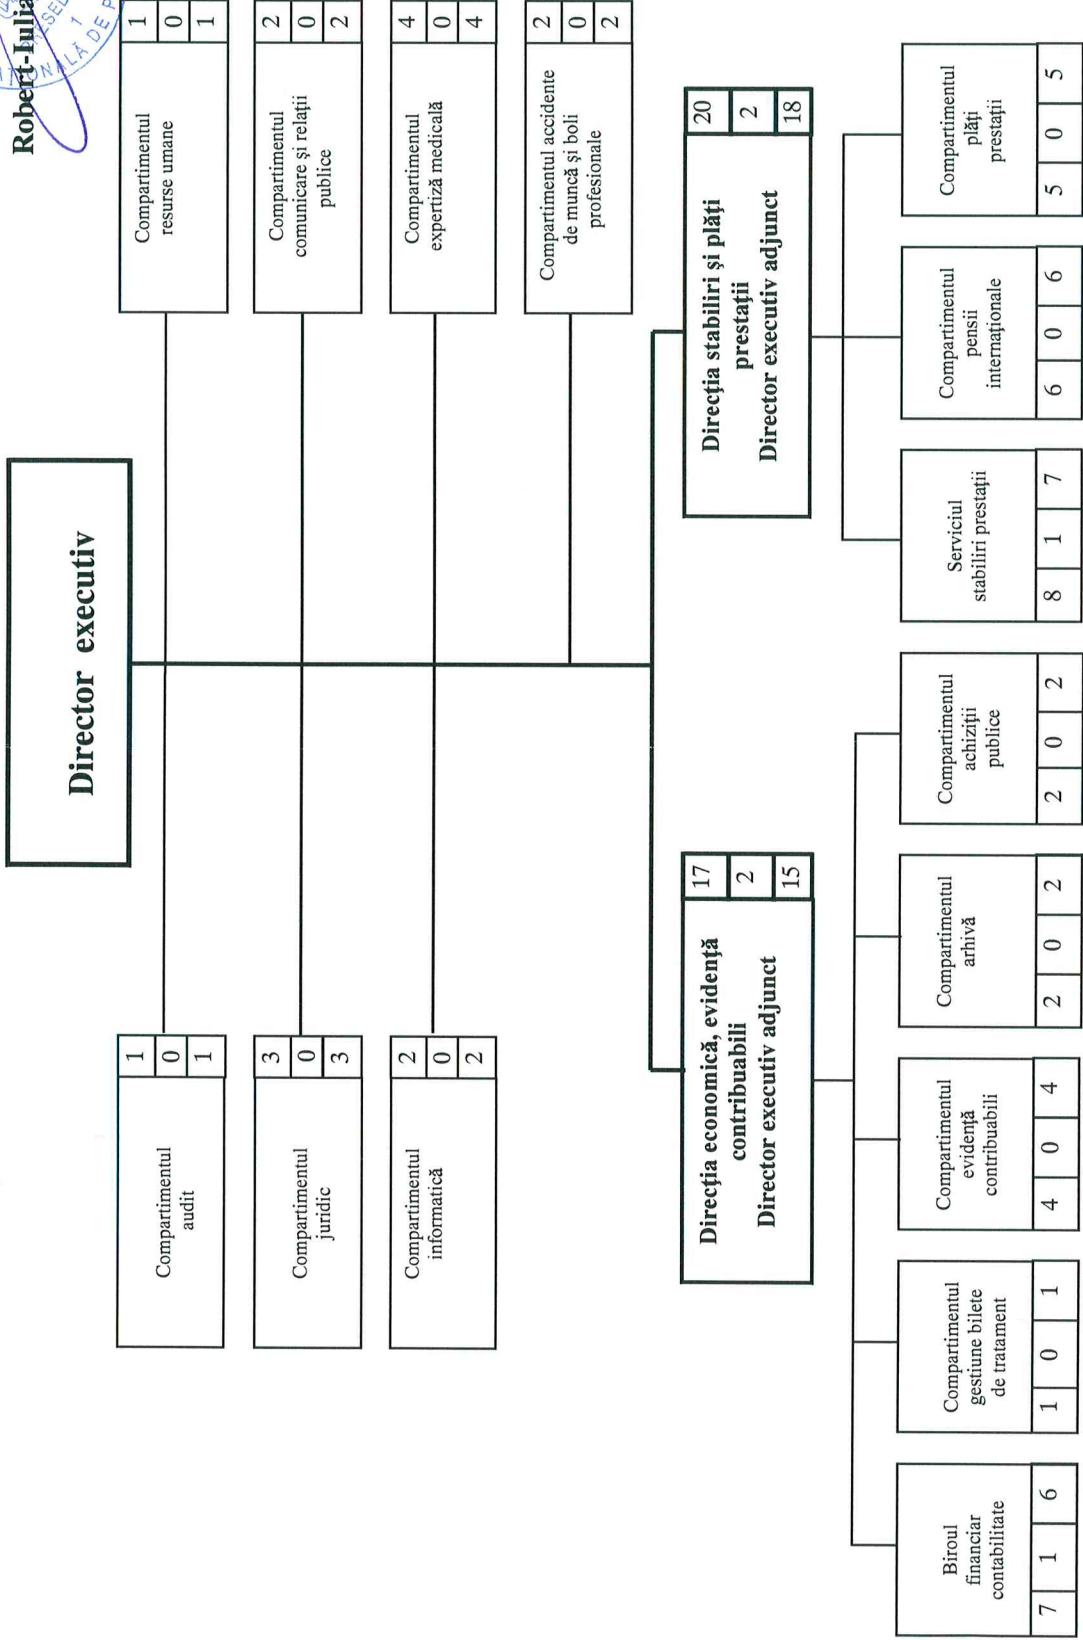 Robert-Iulia
Director executiv
Compartimentul
audit
1
0
1
Compartimentul
resurse umane
1
0
1
Compartimentul
juridic
3
0
3
Compartimentul
comunicare și relații
publice
2
0
2
Compartimentul
informatică
2
0
2
Compartimentul
expertiză medicală
4
0
4
Compartimentul accidente
de muncă și boli
profesionale
2
0
2
Direcția economică, evidență
contribuabili
Director executiv adjunct
17
2
15
Direcția stabiliri și plăți
prestații
Director executiv adjunct
20
2
18
Biroul
financiar
contabilitate
7 1 6
Compartimentul
gestiune bilete
de tratament
1 0 1
Compartimentul
evidență
contribuabili
4 0 4
Compartimentul
arhivă
2 0 2
Compartimentul
achiziții
publice
2 0 2
Serviciul
stabiliri prestații
8 1 7
Compartimentul
pensii
internaționale
6 0 6
Compartimentul
plăți
prestații
5 0 5